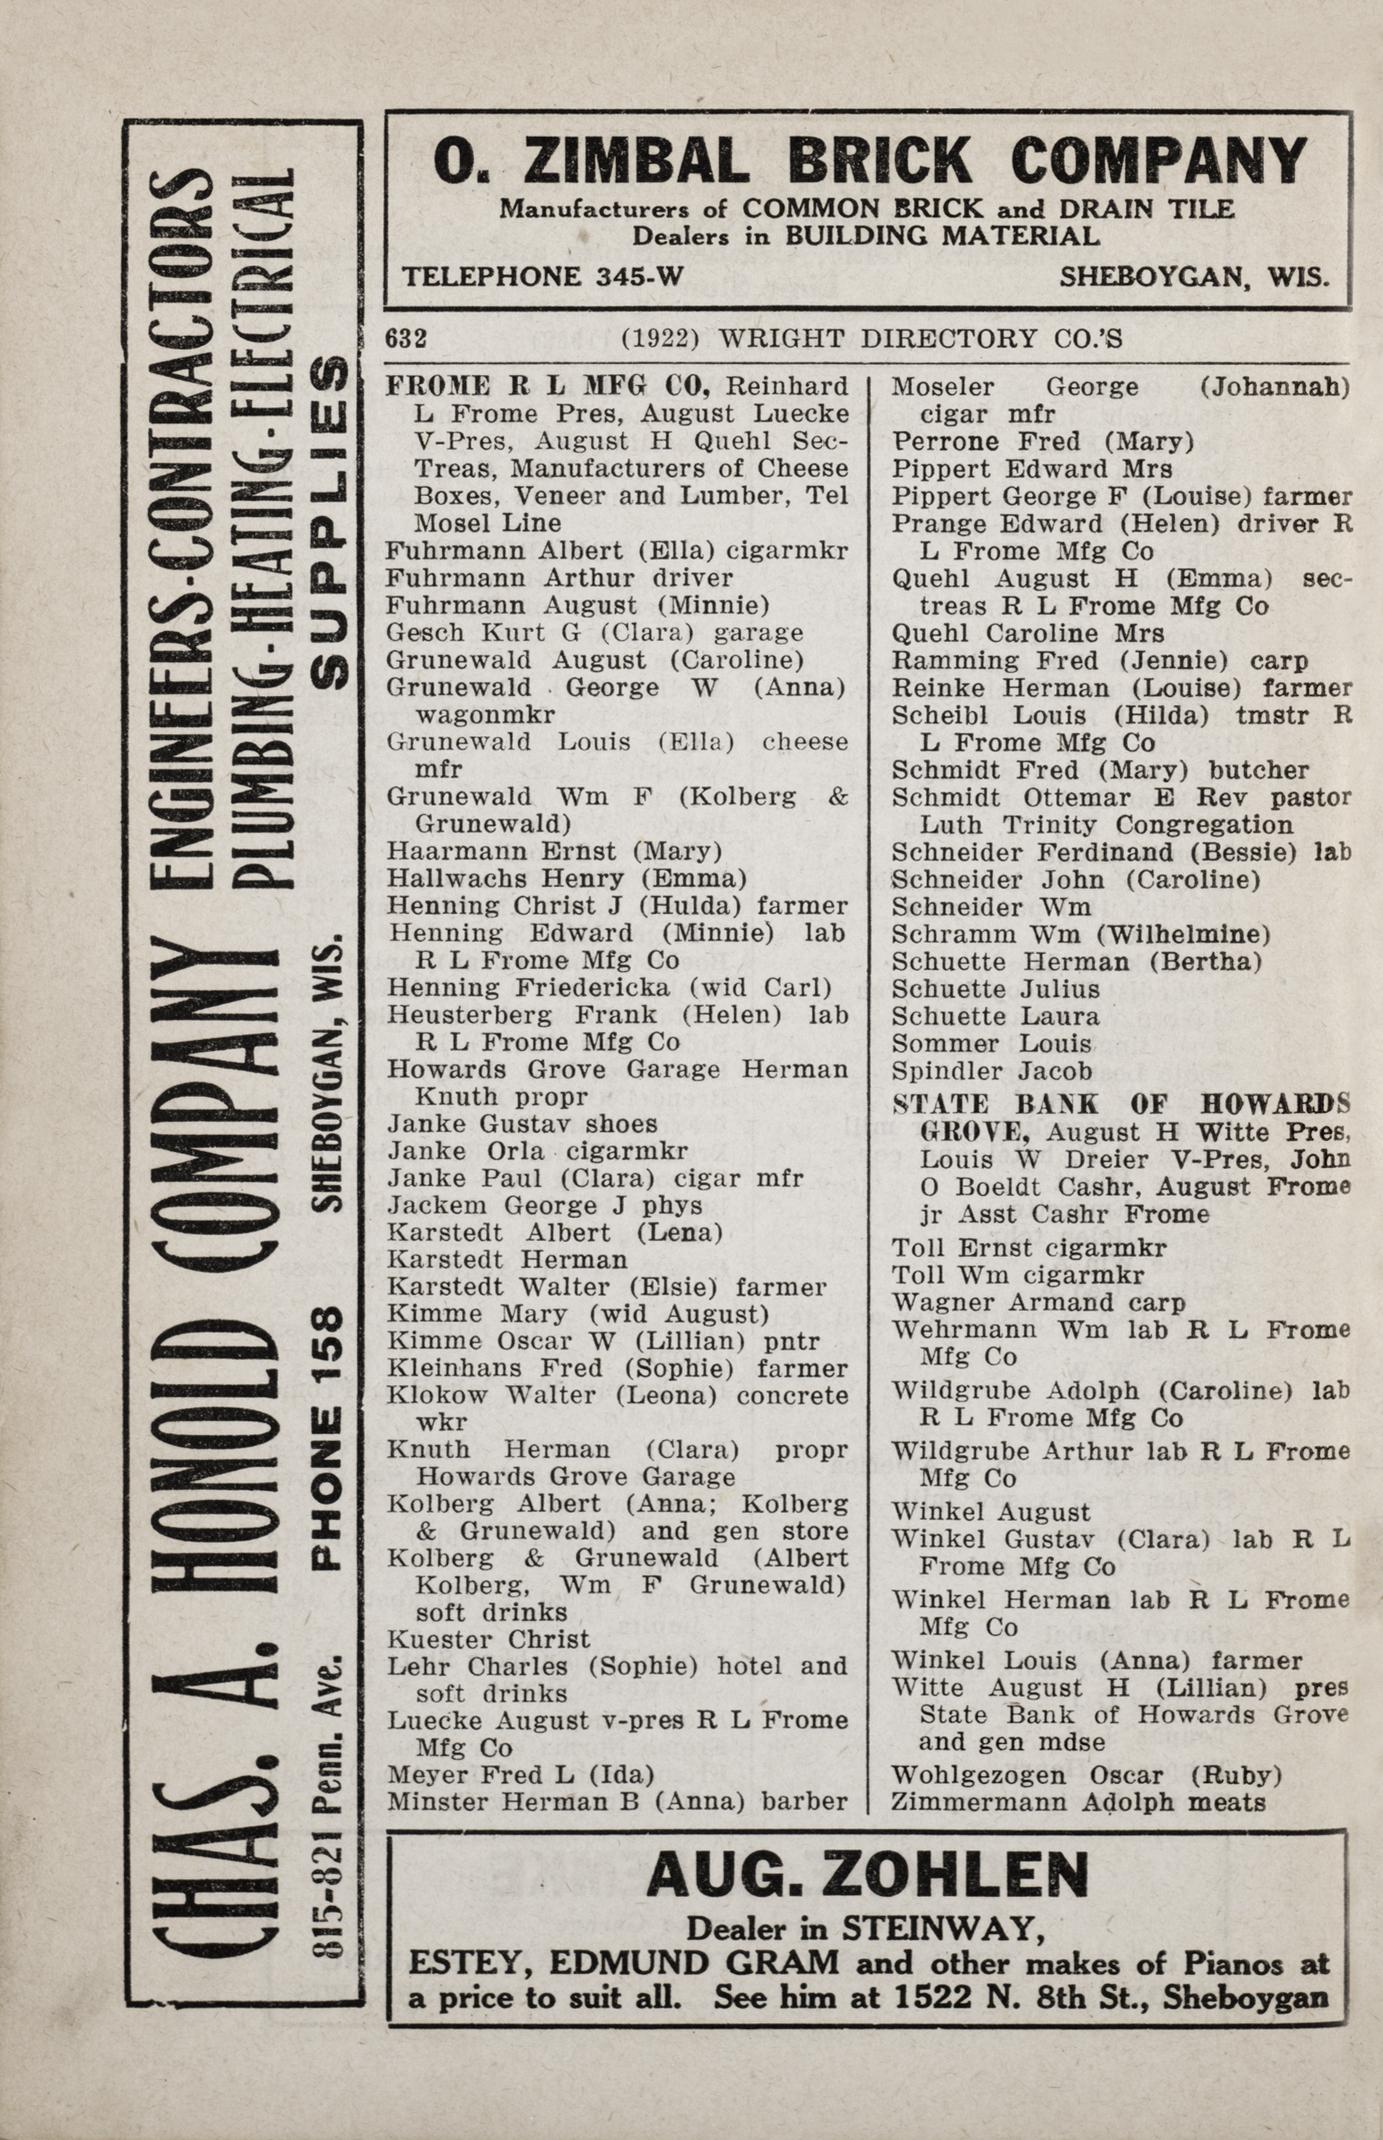 O. ZIMBAL BRICK COMPANY
Manufacturers of COMMON BRICK and DRAIN TILE
Dealers in BUILDING MATERIAL
TELEPHONE 345-W SHEBOYGAN, WIS.
632 (1922) WRIGHT DIRECTORY CO.'S
FROME R L MFG CO, Reinhard
L Frome Pres, August Luecke
V-Pres, August H Quehl Sec-
Treas, Manufacturers of Cheese
Boxes, Veneer and Lumber, Tel
Mosel Line
Fuhrmann Albert (Ella) cigarmkr
Fuhrmann Arthur driver
Fuhrmann August (Minnie)
Gesch Kurt G (Clara) garage
Grunewald August (Caroline)
Grunewald George W (Anna)
wagonmkr
Grunewald Louis (Ella) cheese
mfr
Grunewald Wm F (Kolberg &
Grunewald)
Haarmann Ernst (Mary)
Hallwachs Henry (Emma)
Henning Christ J (Hulda) farmer
Henning Edward (Minnie) lab
R L Frome Mfg Co
Henning Friedericka (wid Carl)
Heusterberg Frank (Helen) lab
R L Frome Mfg Co
Howards Grove Garage Herman
Knuth propr
Janke Gustav shoes
Janke Orla cigarmkr
Janke Paul (Clara) cigar mfr
Jackem George J phys
Karstedt Albert (Lena)
Karstedt Herman
Karstedt Walter (Elsie) farmer
Kimme Mary (wid August)
Kimme Oscar W (Lillian) pntr
Kleinhans Fred (Sophie) farmer
Klokow Walter (Leona) concrete
wkr
Knuth Herman (Clara) propr
Howards Grove Garage
Kolberg Albert (Anna; Kolberg
& Grunewald) and gen store
Kolberg & Grunewald (Albert
Kolberg, Wm F Grunewald)
soft drinks
Kuester Christ
Lehr Charles (Sophie) hotel and
soft drinks
Luecke August v-pres R L Frome
Mfg Co
Meyer Fred L (Ida)
Minster Herman B (Anna) barber
Moseler George (Johannah)
cigar mfr
Perrone Fred (Mary)
Pippert Edward Mrs
Pippert George F (Louise) farmer
Prange Edward (Helen) driver R
L Frome Mfg Co
Quehl August H (Emma) sec-
treas R L Frome Mfg Co
Quehl Caroline Mrs
Ramming Fred (Jennie) carp
Reinke Herman (Louise) farmer
Scheibl Louis (Hilda) tmstr R
L Frome Mfg Co
Schmidt Fred (Mary) butcher
Schmidt Ottemar E Rev pastor
Luth Trinity Congregation
Schneider Ferdinand (Bessie) lab
Schneider John (Caroline)
Schneider Wm
Schramm Wm (Wilhelmine)
Schuette Herman (Bertha)
Schuette Julius
Schuette Laura
Sommer Louis
Spindler Jacob
STATE BANK OF HOWARDS
GROVE, August H Witte Pres,
Louis W Dreier V-Pres, John
O Boeldt Cashr, August Frome
jr Asst Cashr Frome
Toll Ernst cigarmkr
Toll Wm cigarmkr
Wagner Armand carp
Wehrmann Wm lab R L Frome
Mfg Co
Wildgrube Adolph (Caroline) lab
R L Frome Mfg Co
Wildgrube Arthur lab R L Frome
Mfg Co
Winkel August
Winkel Gustav (Clara) lab R L
Frome Mfg Co
Winkel Herman lab R L Frome
Mfg Co
Winkel Louis (Anna) farmer
Witte August H (Lillian) pres
State Bank of Howards Grove
and gen mdse
Wohlgezogen Oscar (Ruby)
Zimmermann Adolph meats
CHAS. A. HONOLD COMPANY
ENGINEERS-CONTRACTORS
PLUMBING-HEATING-ELECTRICAL
SUPPLIES
815-821 Penn. Ave. PHONE 158 SHEBOYGAN, WIS.
AUG. ZOHLEN
Dealer in STEINWAY,
ESTEY, EDMUND GRAM and other makes of Pianos at
a price to suit all. See him at 1522 N. 8th St., Sheboygan